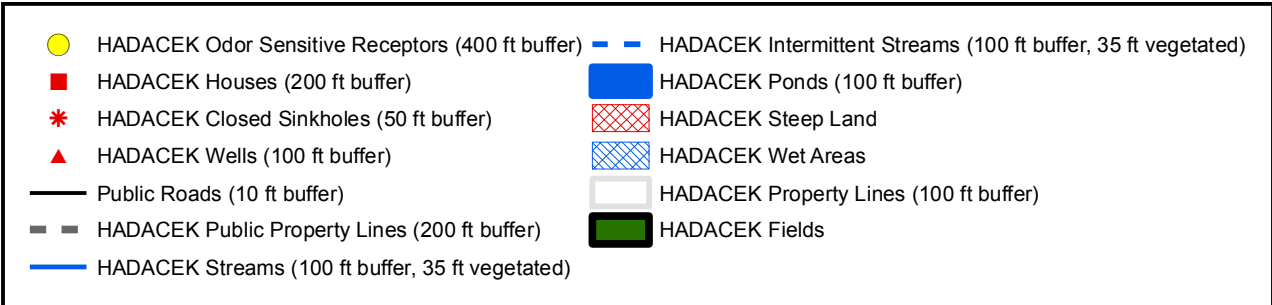 HADACEK Odor Sensitive Receptors (400 ft buffer)
HADACEK Houses (200 ft buffer)
HADACEK Closed Sinkholes (50 ft buffer)
HADACEK Wells (100 ft buffer)
Public Roads (10 ft buffer)
HADACEK Public Property Lines (200 ft buffer)
HADACEK Streams (100 ft buffer, 35 ft vegetated)
HADACEK Intermittent Streams (100 ft buffer, 35 ft vegetated)
HADACEK Ponds (100 ft buffer)
HADACEK Steep Land
HADACEK Wet Areas
HADACEK Property Lines (100 ft buffer)
HADACEK Fields